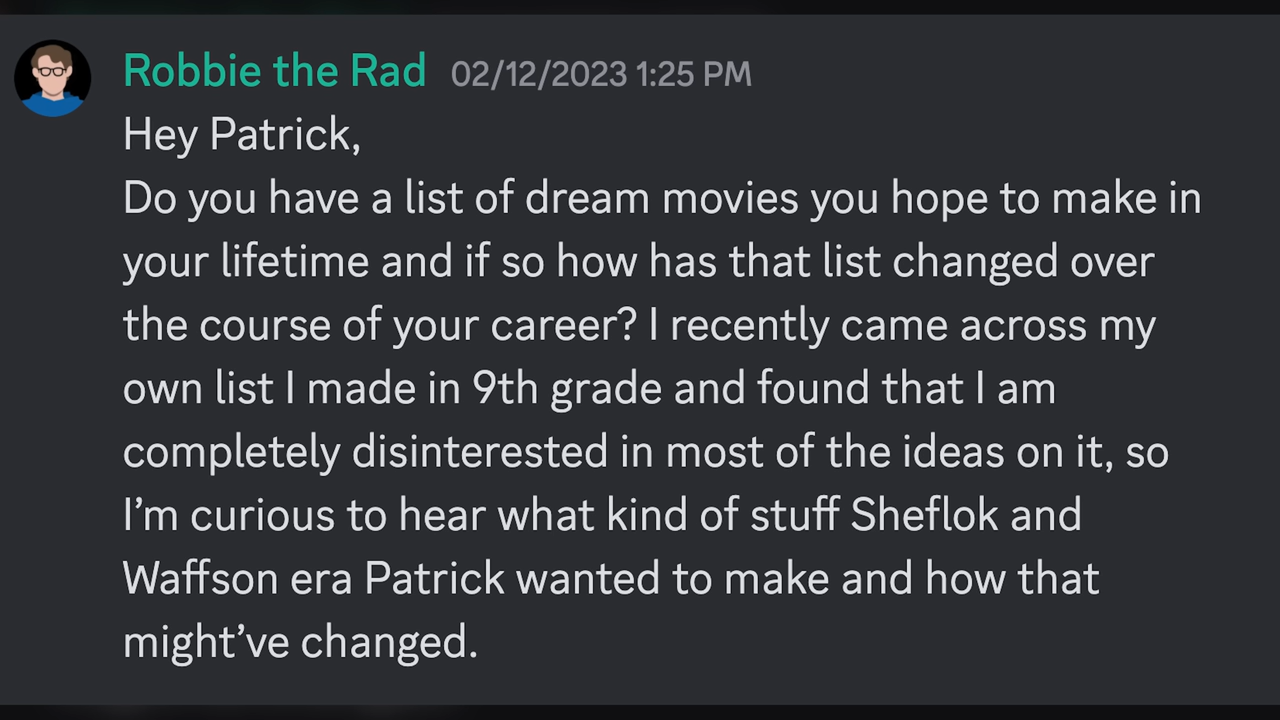 Robbie the Rad 02/12/2023 1:25 PM
Hey Patrick,
Do you have a list of dream movies you hope to make in
your lifetime and if so how has that list changed over
the course of your career? I recently came across my
own list I made in 9th grade and found that I am
completely disinterested in most of the ideas on it, so
I’m curious to hear what kind of stuff Sheflok and
Waffson era Patrick wanted to make and how that
might’ve changed.